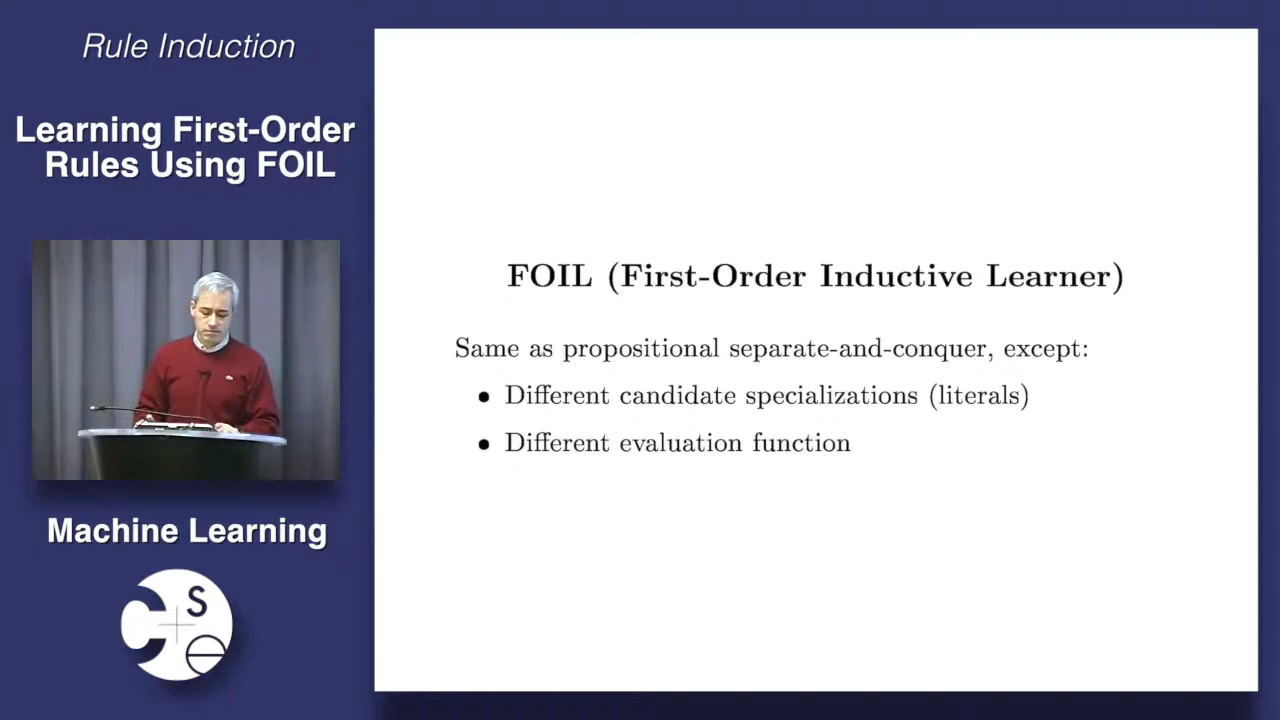 Rule Induction
Learning First-Order
Rules Using FOIL
Machine Learning
C S e
FOIL (First-Order Inductive Learner)
Same as propositional separate-and-conquer, except:
• Different candidate specializations (literals)
• Different evaluation function